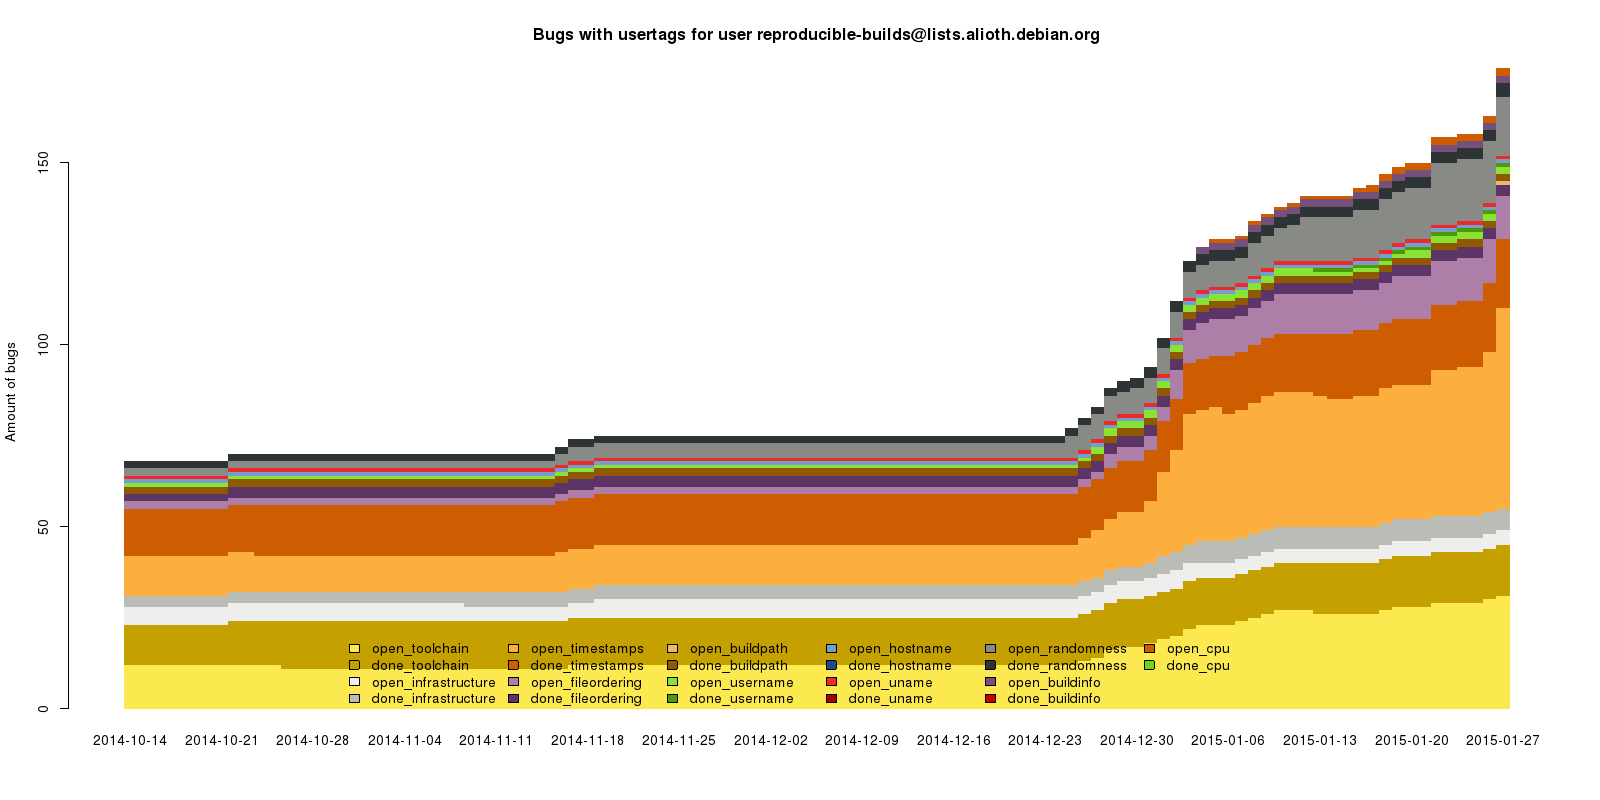 Bugs with usertags for user reproducible-builds@lists.alioth.debian.org
Amount of bugs
150
100
50
0
open_toolchain open_timestamps open_buildpath open_hostname open_randomness open_cpu
done_toolchain done_timestamps done_buildpath done_hostname done_randomness done_cpu
open_infrastructure open_fileordering open_username open_uname open_buildinfo
done_infrastructure done_fileordering done_username done_uname done_buildinfo
2014-10-14 2014-10-21 2014-10-28 2014-11-04 2014-11-11 2014-11-18 2014-11-25 2014-12-02 2014-12-09 2014-12-16 2014-12-23 2014-12-30 2015-01-06 2015-01-13 2015-01-20 2015-01-27